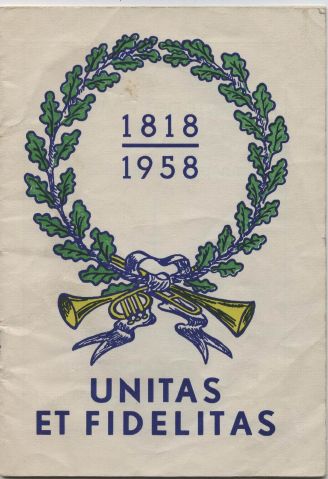 1818
1958
UNITAS
ET FIDELITAS